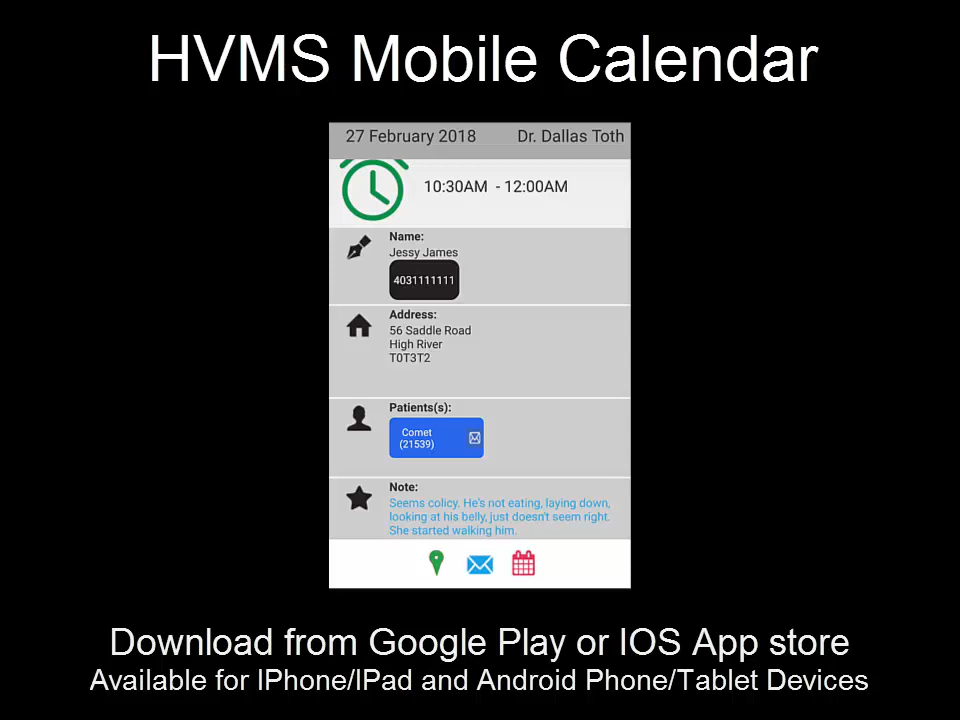 HVMS Mobile Calendar
27 February 2018 Dr. Dallas Toth
10:30AM - 12:00AM
Name:
Jessy James
4031111111
Address:
56 Saddle Road
High River
T0T3T2
Patients(s):
Comet
(21539)
Note:
Seems colicy. He's not eating, laying down,
looking at his belly, just doesn't seem right.
She started walking him.
Download from Google Play or IOS App store
Available for IPhone/IPad and Android Phone/Tablet Devices